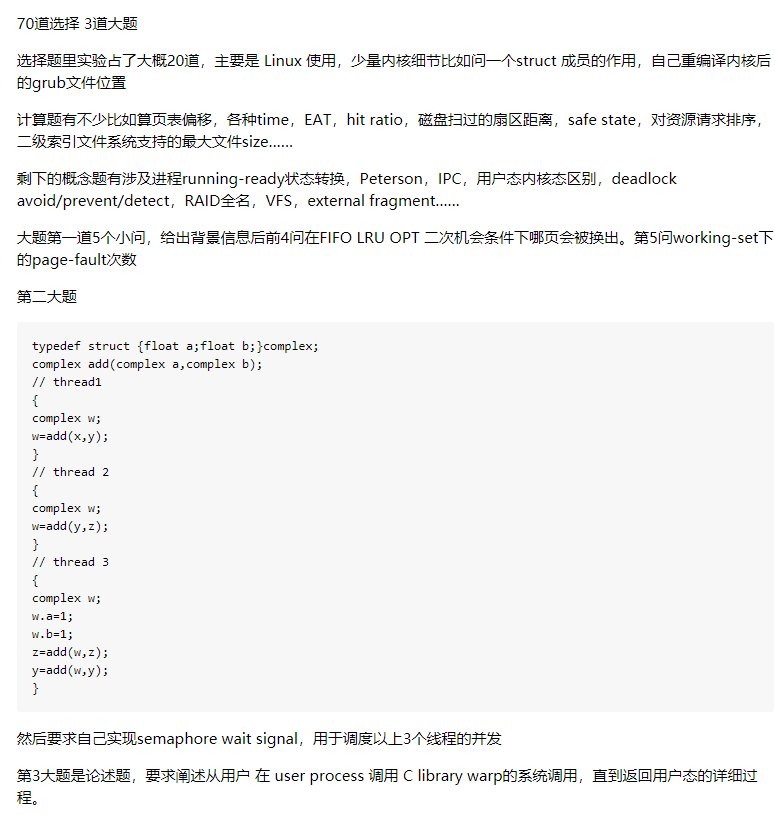 70道选择 3道大题
选择题里实验占了大概20道，主要是 Linux 使用，少量内核细节比如问一个struct 成员的作用，自己重编译内核后
的grub文件位置
计算题有不少比如算页表偏移，各种time，EAT，hit ratio，磁盘扫过的扇区距离，safe state，对资源请求排序，
二级索引文件系统支持的最大文件size......
剩下的概念题有涉及进程running-ready状态转换，Peterson，IPC，用户态内核态区别，deadlock
avoid/prevent/detect，RAID全名，VFS，external fragment......
大题第一道5个小问，给出背景信息后前4问在FIFO LRU OPT 二次机会条件下哪页会被换出。第5问working-set下
的page-fault次数
第二大题
typedef struct {float a;float b;}complex;
complex add(complex a,complex b);
// thread1
{
complex w;
w=add(x,y);
}
// thread 2
{
complex w;
w=add(y,z);
}
// thread 3
{
complex w;
w.a=1;
w.b=1;
z=add(w,z);
y=add(w,y);
}
然后要求自己实现semaphore wait signal，用于调度以上3个线程的并发
第3大题是论述题，要求阐述从用户 在 user process 调用 C library warp的系统调用，直到返回用户态的详细过
程。